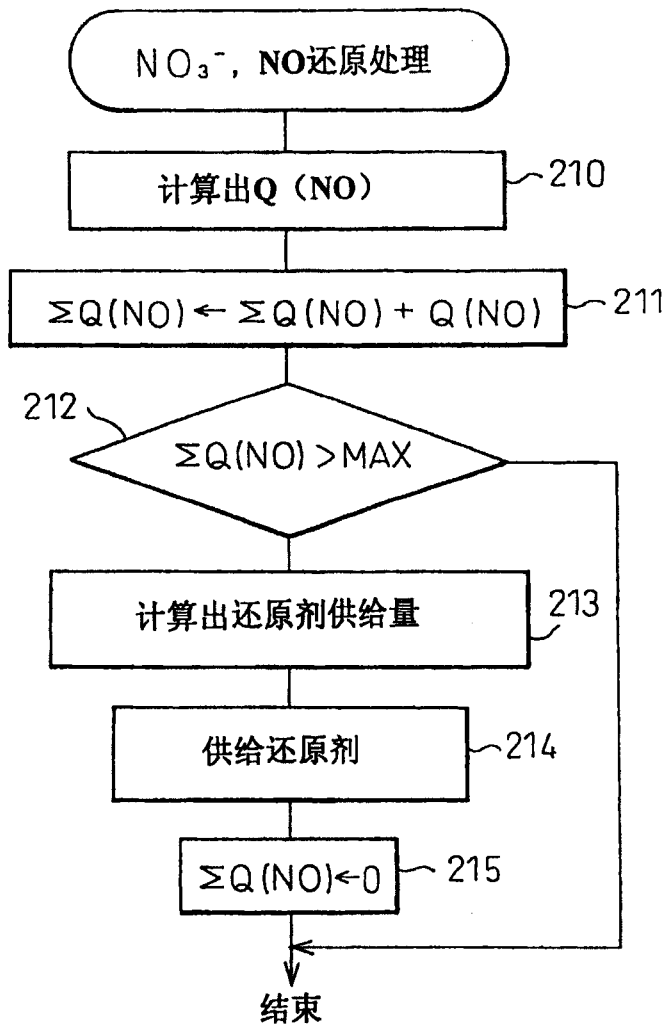 NO₃⁻, NO还原处理
计算出Q（NO）
210
ΣQ(NO)←ΣQ(NO) + Q(NO)
211
212
ΣQ(NO)>MAX
计算出还原剂供给量
213
供给还原剂
214
ΣQ(NO)←0
215
结束